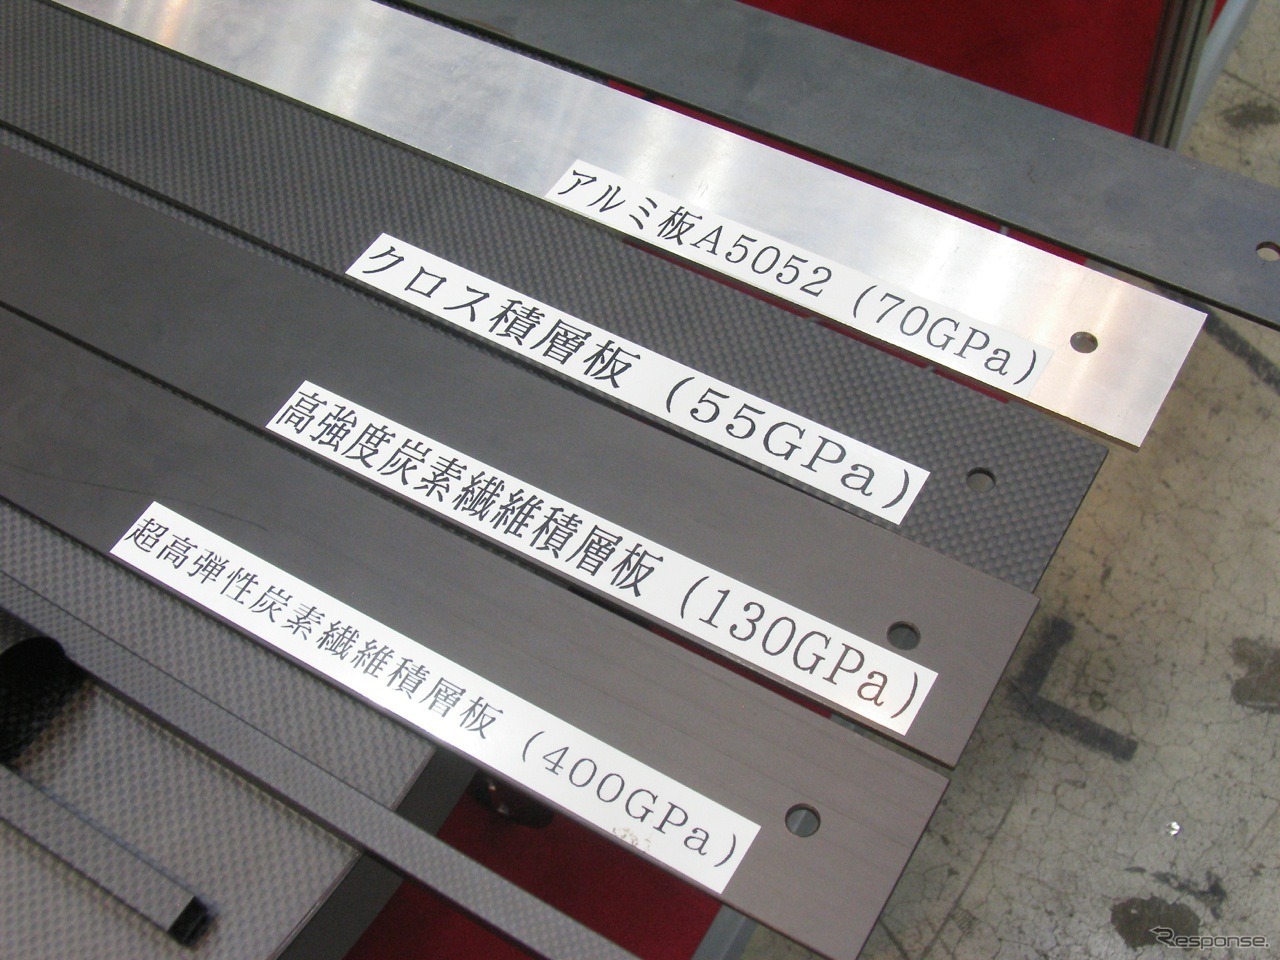 アルミ板A5052（70GPa）
クロス積層板（55GPa）
高強度炭素繊維積層板（130GPa）
超高弾性炭素繊維積層板（400GPa）
Response.